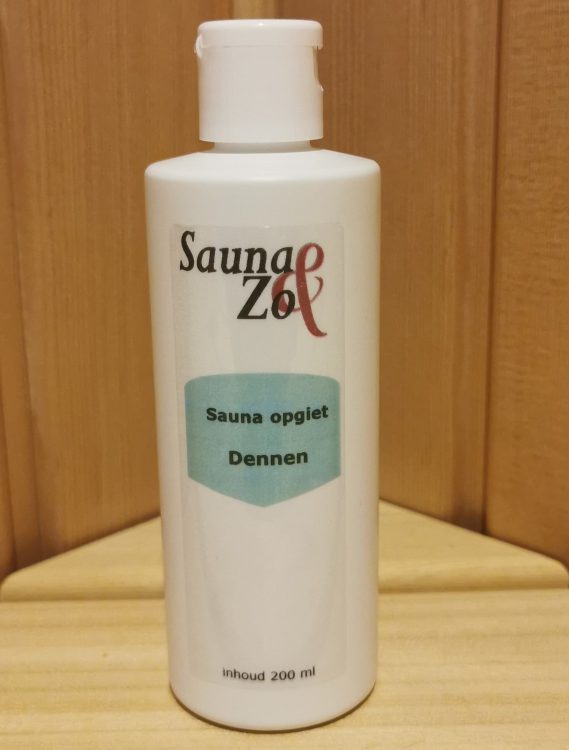 Sauna &
Zo
Sauna opgiet
Dennen
inhoud 200 ml